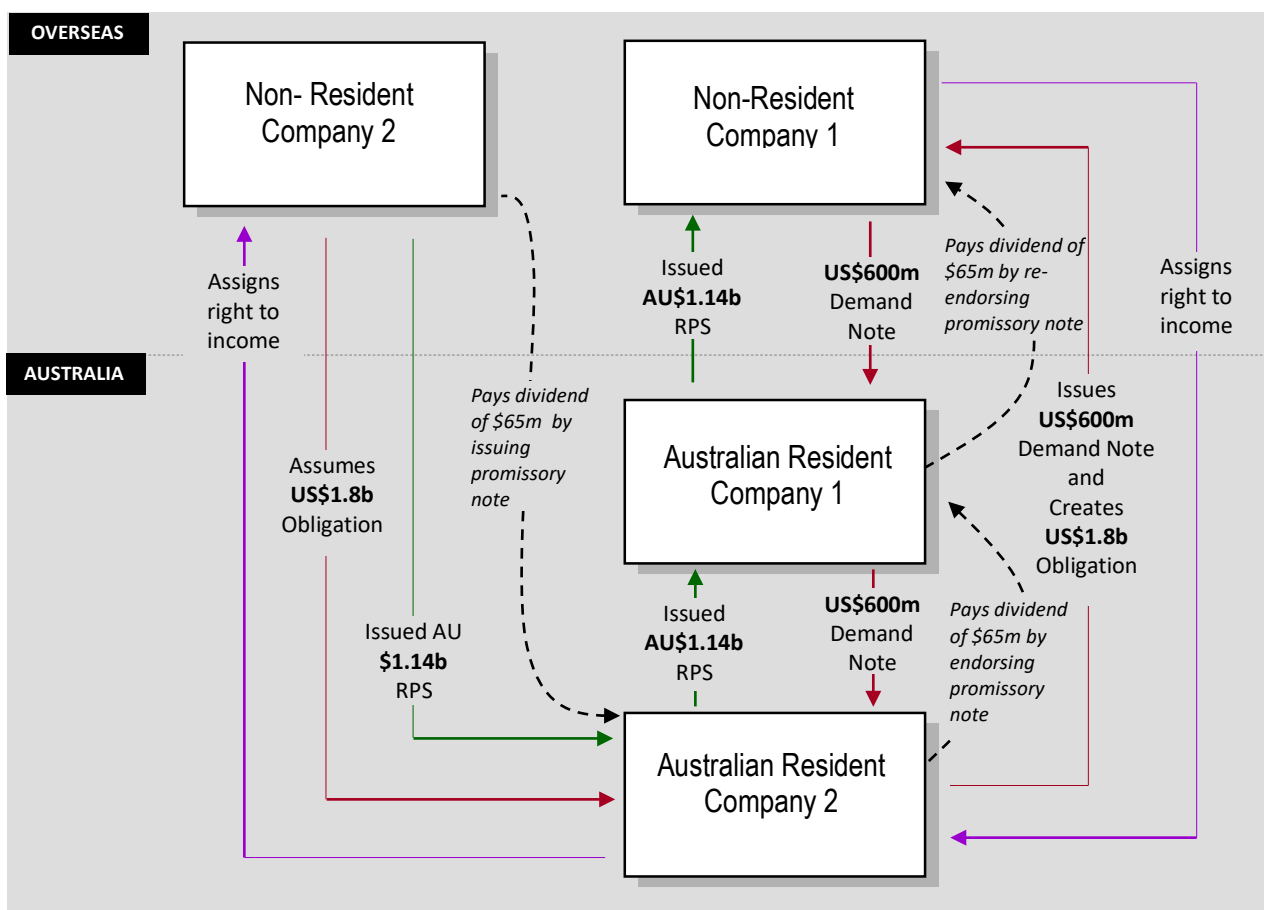 OVERSEAS
Non- Resident
Company 2
Non-Resident
Company 1
Assigns
right to
income
Issued
AU$1.14b
RPS
US$600m
Demand
Note
Pays dividend of
$65m by re-
endorsing
promissory note
Assigns
right to
income
AUSTRALIA
Assumes
US$1.8b
Obligation
Pays dividend
of $65m by
issuing
promissory
note
Australian Resident
Company 1
Issues
US$600m
Demand Note
and
Creates
US$1.8b
Obligation
Issued AU
$1.14b
RPS
Issued
AU$1.14b
RPS
US$600m
Demand
Note
Pays dividend
of $65m by
endorsing
promissory
note
Australian Resident
Company 2